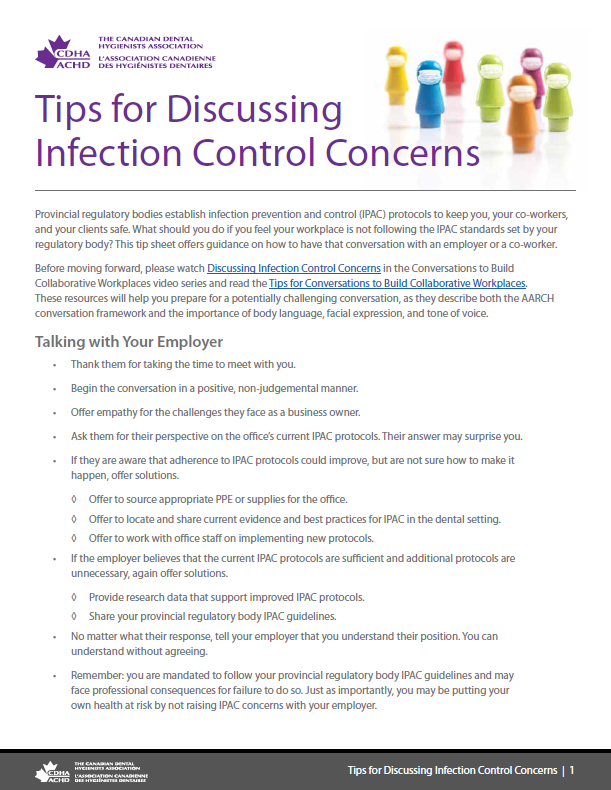 CDHA
ACHD
THE CANADIAN DENTAL
HYGIENISTS ASSOCIATION
L'ASSOCIATION CANADIENNE
DES HYGIÉNISTES DENTAIRES
Tips for Discussing
Infection Control Concerns
Provincial regulatory bodies establish infection prevention and control (IPAC) protocols to keep you, your co-workers,
and your clients safe. What should you do if you feel your workplace is not following the IPAC standards set by your
regulatory body? This tip sheet offers guidance on how to have that conversation with an employer or a co-worker.
Before moving forward, please watch Discussing Infection Control Concerns in the Conversations to Build
Collaborative Workplaces video series and read the Tips for Conversations to Build Collaborative Workplaces.
These resources will help you prepare for a potentially challenging conversation, as they describe both the AARCH
conversation framework and the importance of body language, facial expression, and tone of voice.
Talking with Your Employer
• Thank them for taking the time to meet with you.
• Begin the conversation in a positive, non-judgemental manner.
• Offer empathy for the challenges they face as a business owner.
• Ask them for their perspective on the office's current IPAC protocols. Their answer may surprise you.
• If they are aware that adherence to IPAC protocols could improve, but are not sure how to make it
happen, offer solutions.
◊ Offer to source appropriate PPE or supplies for the office.
◊ Offer to locate and share current evidence and best practices for IPAC in the dental setting.
◊ Offer to work with office staff on implementing new protocols.
• If the employer believes that the current IPAC protocols are sufficient and additional protocols are
unnecessary, again offer solutions.
◊ Provide research data that support improved IPAC protocols.
◊ Share your provincial regulatory body IPAC guidelines.
• No matter what their response, tell your employer that you understand their position. You can
understand without agreeing.
• Remember: you are mandated to follow your provincial regulatory body IPAC guidelines and may
face professional consequences for failure to do so. Just as importantly, you may be putting your
own health at risk by not raising IPAC concerns with your employer.
CDHA
ACHD
THE CANADIAN DENTAL
HYGIENISTS ASSOCIATION
L'ASSOCIATION CANADIENNE
DES HYGIÉNISTES DENTAIRES
Tips for Discussing Infection Control Concerns | 1